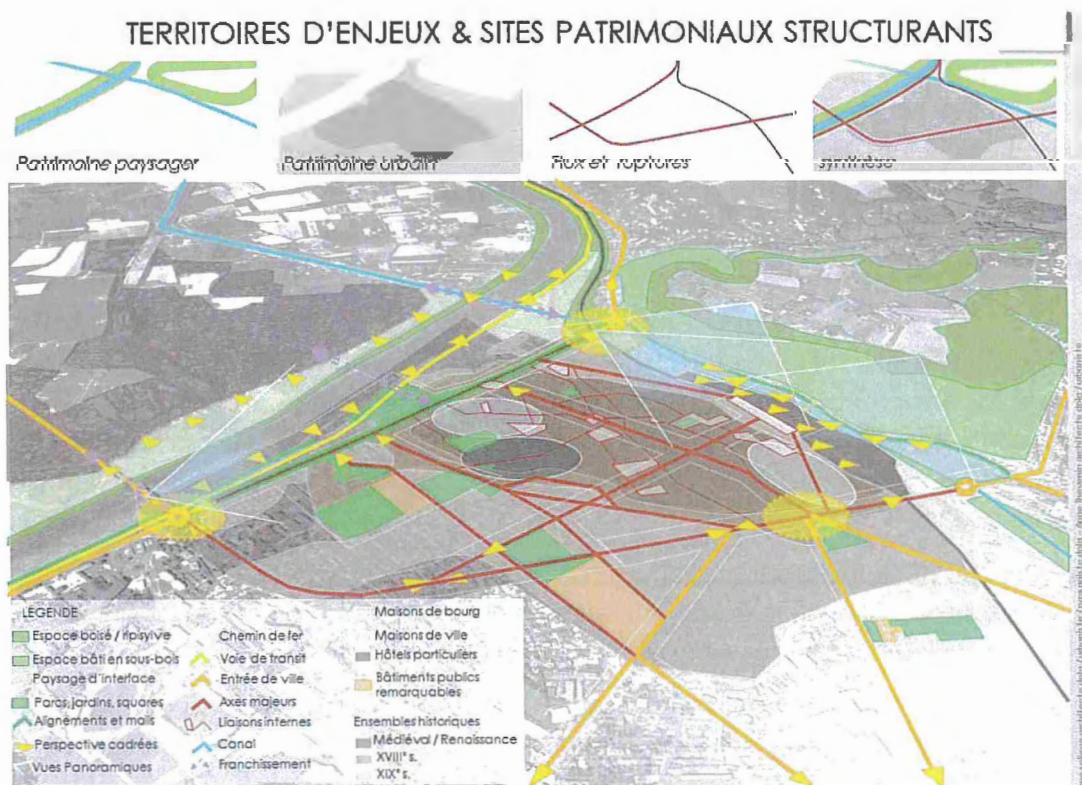 TERRITOIRES D'ENJEUX & SITES PATRIMONIAUX STRUCTURANTS
Patrimoine paysager
Patrimoine urbain
Flux et ruptures
synthèse
LEGENDE
Espace boisé / ripisylve
Espace bâti en sous-bois
Paysage d'interface
Parcs, jardins, squares
Alignements et mails
Perspective cadrées
Vues Panoramiques
Chemin de fer
Voie de transit
Entrée de ville
Axes majeurs
Liaisons internes
Canal
Franchissement
Maisons de bourg
Maisons de ville
Hôtels particuliers
Bâtiments publics
remarquables
Ensembles historiques
Médiéval / Renaissance
XVIII° s.
XIX° s.